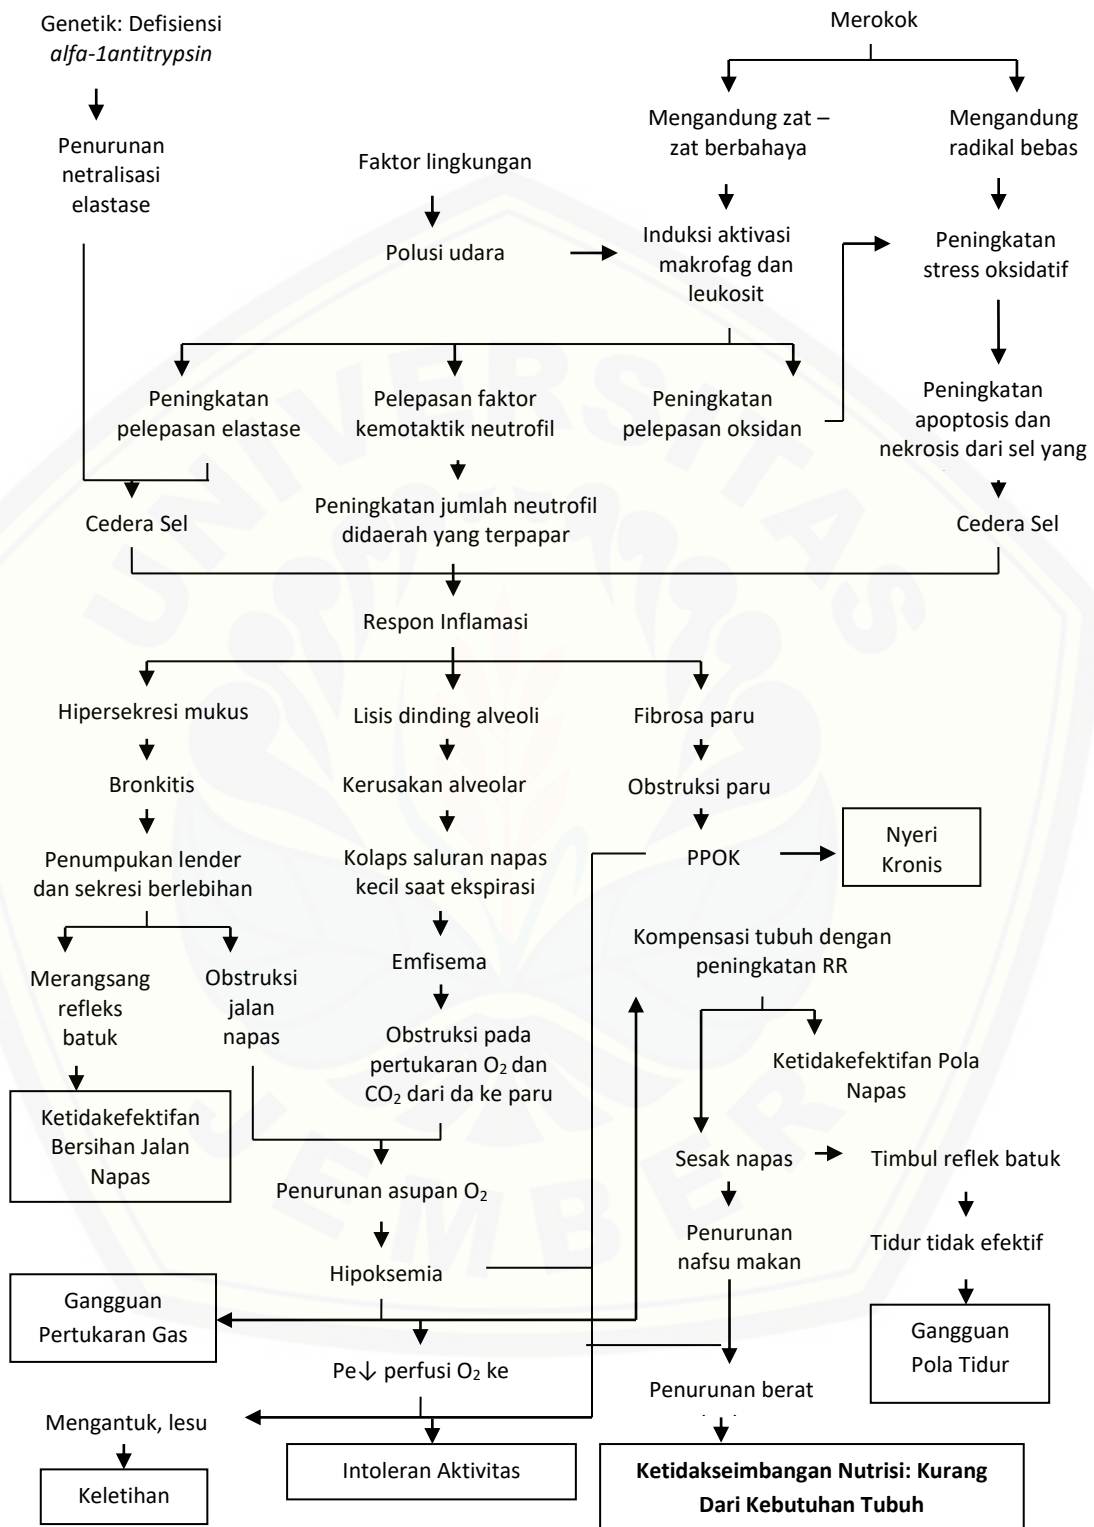 Genetik: Defisiensi
alfa-1antitrypsin
Merokok
Mengandung zat –
zat berbahaya
Mengandung
radikal bebas
Penurunan
netralisasi
elastase
Faktor lingkungan
Polusi udara
Induksi aktivasi
makrofag dan
leukosit
Peningkatan
stress oksidatif
Peningkatan
pelepasan elastase
Pelepasan faktor
kemotaktik neutrofil
Peningkatan
pelepasan oksidan
Peningkatan
apoptosis dan
nekrosis dari sel yang
Cedera Sel
Peningkatan jumlah neutrofil
didaerah yang terpapar
Cedera Sel
Respon Inflamasi
Hipersekresi mukus
Lisis dinding alveoli
Fibrosa paru
Bronkitis
Kerusakan alveolar
Obstruksi paru
Penumpukan lender
dan sekresi berlebihan
Kolaps saluran napas
kecil saat ekspirasi
PPOK
Nyeri
Kronis
Merangsang
refleks
batuk
Obstruksi
jalan
napas
Emfisema
Kompensasi tubuh dengan
peningkatan RR
Obstruksi pada
pertukaran O₂ dan
CO₂ dari da ke paru
Ketidakefektifan Pola
Napas
Ketidakefektifan
Bersihan Jalan
Napas
Sesak napas
Timbul reflek batuk
Penurunan asupan O₂
Penurunan
nafsu makan
Tidur tidak efektif
Hipoksemia
Gangguan
Pertukaran Gas
Gangguan
Pola Tidur
Pe↓ perfusi O₂ ke
Penurunan berat
Mengantuk, lesu
Keletihan
Intoleran Aktivitas
Ketidakseimbangan Nutrisi: Kurang
Dari Kebutuhan Tubuh
UNIVERSITAS
JEMBER